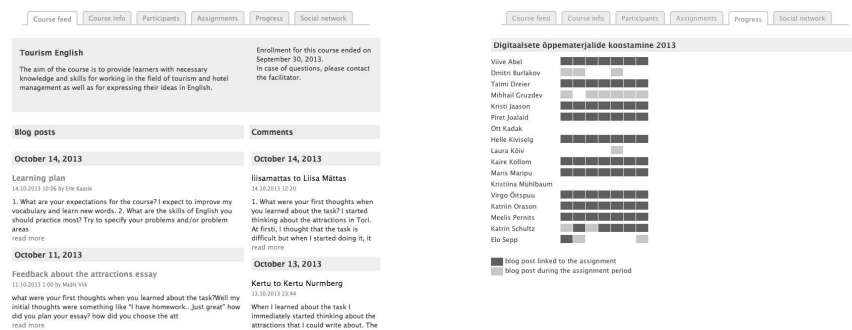 Course feed
Course info
Participants
Assignments
Progress
Social network
Tourism English
The aim of the course is to provide learners with necessary
knowledge and skills for working in the field of tourism and hotel
management as well as for expressing their ideas in English.
Enrollment for this course ended on
September 30, 2013.
In case of questions, please contact
the facilitator.
Blog posts
October 14, 2013
Learning plan
14.10.2013 10:06 by Erle Kaasik
1. What are your expectations for the course? I expect to improve my
vocabulary and learn new words. 2. What are the skills of English you
should practice most? Try to specify your problems and/or problem
areas
read more
October 11, 2013
Feedback about the attractions essay
11.10.2013 1:00 by Madis Viik
what were your first thoughts when you learned about the task?Well my
initial thoughts were something like "I have homework...Just great" how
did you plan your essay? how did you choose the att
read more
Comments
October 14, 2013
liisamattas to Liisa Mättas
14.10.2013 12:20
1. What were your first thoughts when
you learned about the task? I started
thinking about the attractions in Tori.
At firsti, I thought that the task is
difficult but when I started doing it, it
read more
October 13, 2013
Kertu to Kertu Nurmberg
13.10.2013 23:44
When I learned about the task I
immediately started thinking about the
attractions that I could write about. The
Course feed
Course info
Participants
Assignments
Progress
Social network
Digitaalsete õppematerjalide koostamine 2013
Viive Abel
Dmitri Burlakov
Taimi Dreier
Mihhail Gruzdev
Kristi Jaason
Piret Joalaid
Ott Kadak
Helle Kiviselg
Laura Kõiv
Kaire Kollom
Maris Maripu
Kristiina Mühlbaum
Virgo Õitspuu
Katriin Orason
Meelis Pernits
Katrin Schultz
Elo Sepp
blog post linked to the assignment
blog post during the assignment period